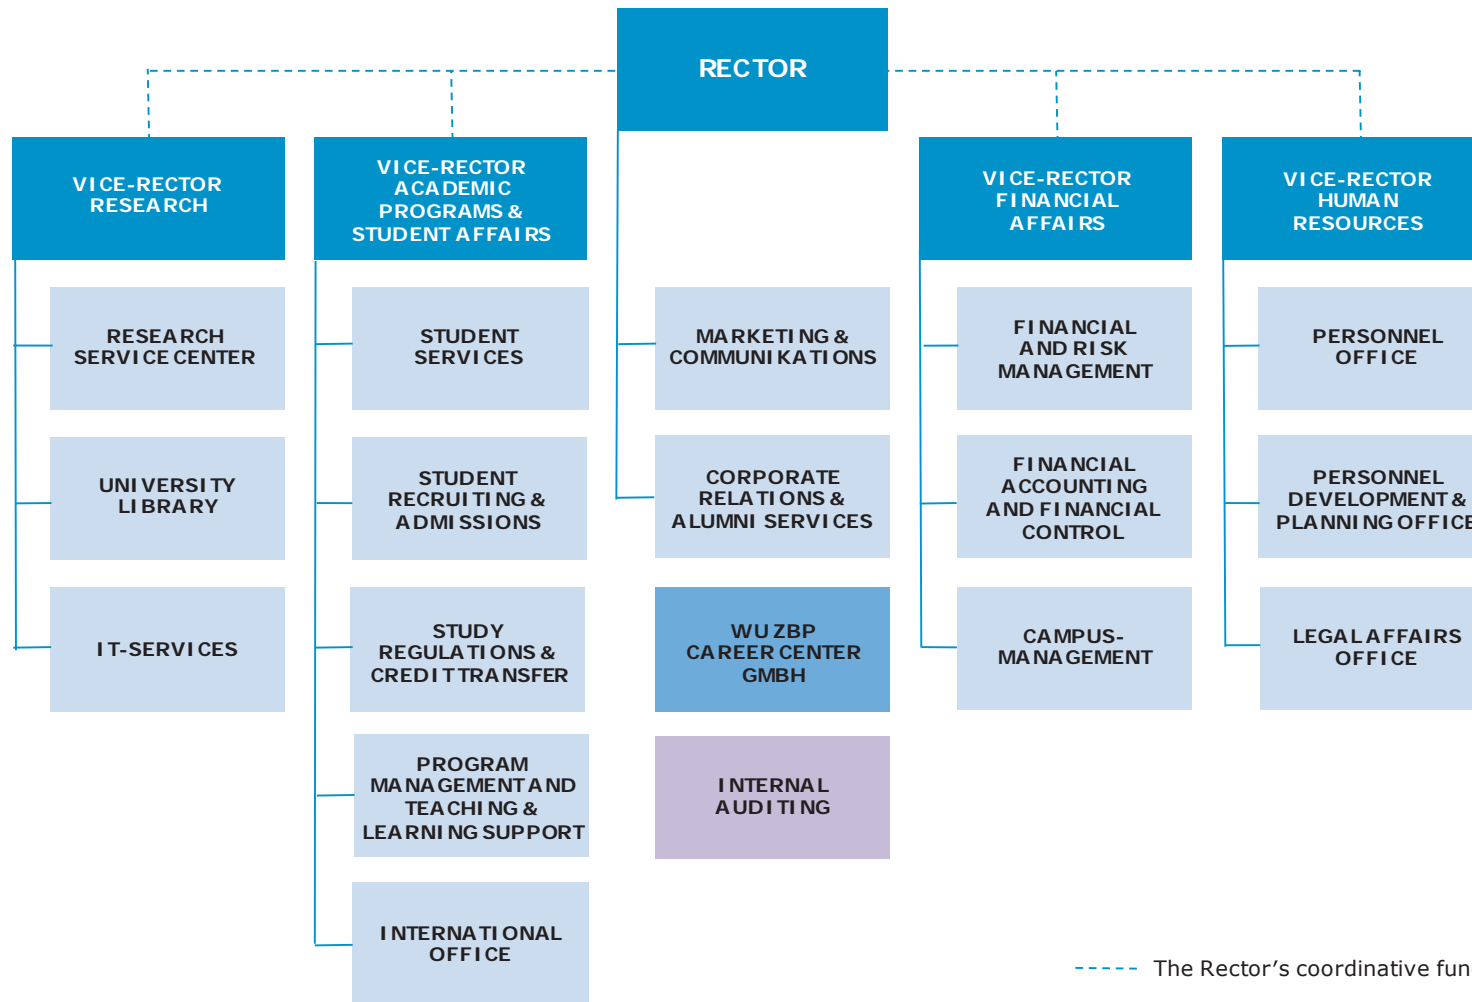 RECTOR
VICE-RECTOR
RESEARCH
VICE-RECTOR
ACADEMIC
PROGRAMS &
STUDENT AFFAIRS
VICE-RECTOR
FINANCIAL
AFFAIRS
VICE-RECTOR
HUMAN
RESOURCES
RESEARCH
SERVICE CENTER
UNIVERSITY
LIBRARY
IT-SERVICES
STUDENT
SERVICES
STUDENT
RECRUITING &
ADMISSIONS
STUDY
REGULATIONS &
CREDIT TRANSFER
PROGRAM
MANAGEMENT AND
TEACHING &
LEARNING SUPPORT
INTERNATIONAL
OFFICE
MARKETING &
COMMUNIKATIONS
CORPORATE
RELATIONS &
ALUMNI SERVICES
WU ZBP
CAREER CENTER
GMBH
INTERNAL
AUDITING
FINANCIAL
AND RISK
MANAGEMENT
FINANCIAL
ACCOUNTING
AND FINANCIAL
CONTROL
CAMPUS-
MANAGEMENT
PERSONNEL
OFFICE
PERSONNEL
DEVELOPMENT &
PLANNING OFFICE
LEGAL AFFAIRS
OFFICE
The Rector's coordinative